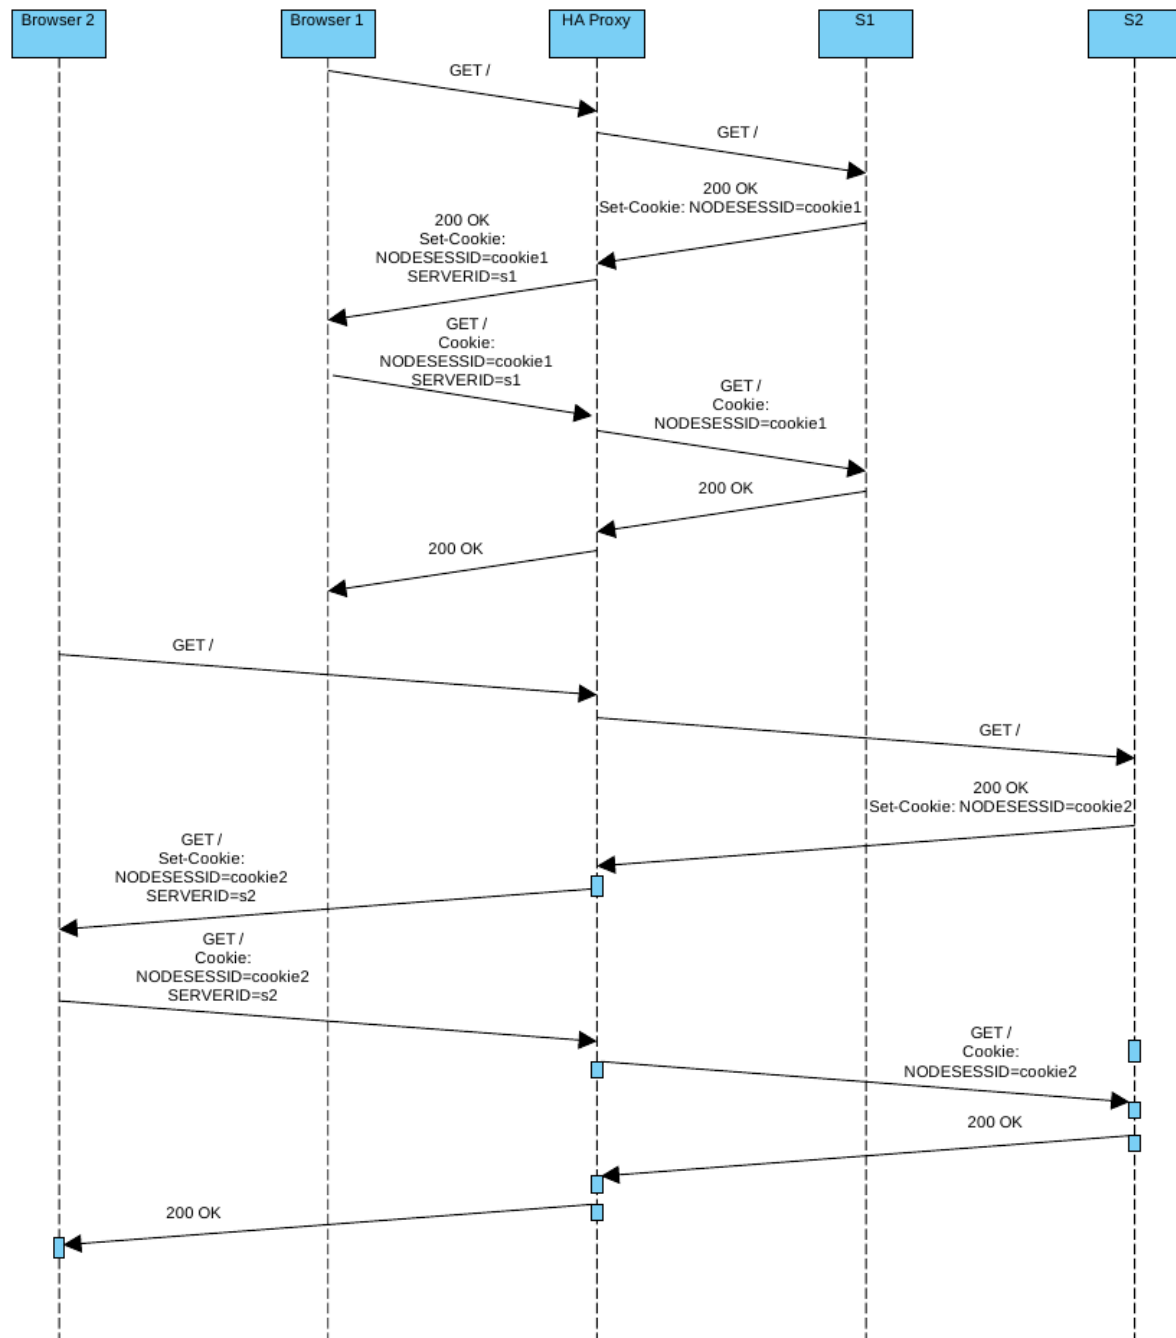 Browser 2
Browser 1
HA Proxy
S1
S2
GET /
GET /
200 OK
Set-Cookie: NODESESSID=cookie1
200 OK
Set-Cookie:
NODESESSID=cookie1
SERVERID=s1
GET /
Cookie:
NODESESSID=cookie1
SERVERID=s1
GET /
Cookie:
NODESESSID=cookie1
200 OK
200 OK
GET /
GET /
200 OK
Set-Cookie: NODESESSID=cookie2
GET /
Set-Cookie:
NODESESSID=cookie2
SERVERID=s2
GET /
Cookie:
NODESESSID=cookie2
SERVERID=s2
GET /
Cookie:
NODESESSID=cookie2
200 OK
200 OK